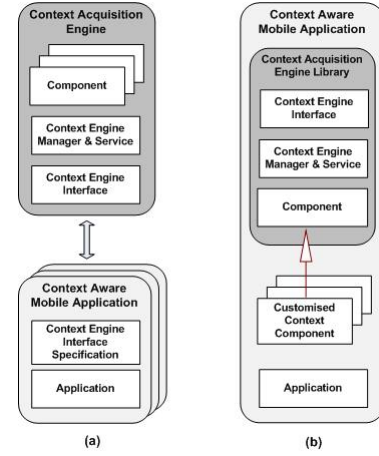 Context Acquisition
Engine
Component
Context Engine
Manager & Service
Context Engine
Interface
Context Aware
Mobile Application
Context Engine
Interface
Specification
Application
(a)
Context Aware
Mobile Application
Context Acquisition
Engine Library
Context Engine
Interface
Context Engine
Manager & Service
Component
Customised
Context
Component
Application
(b)